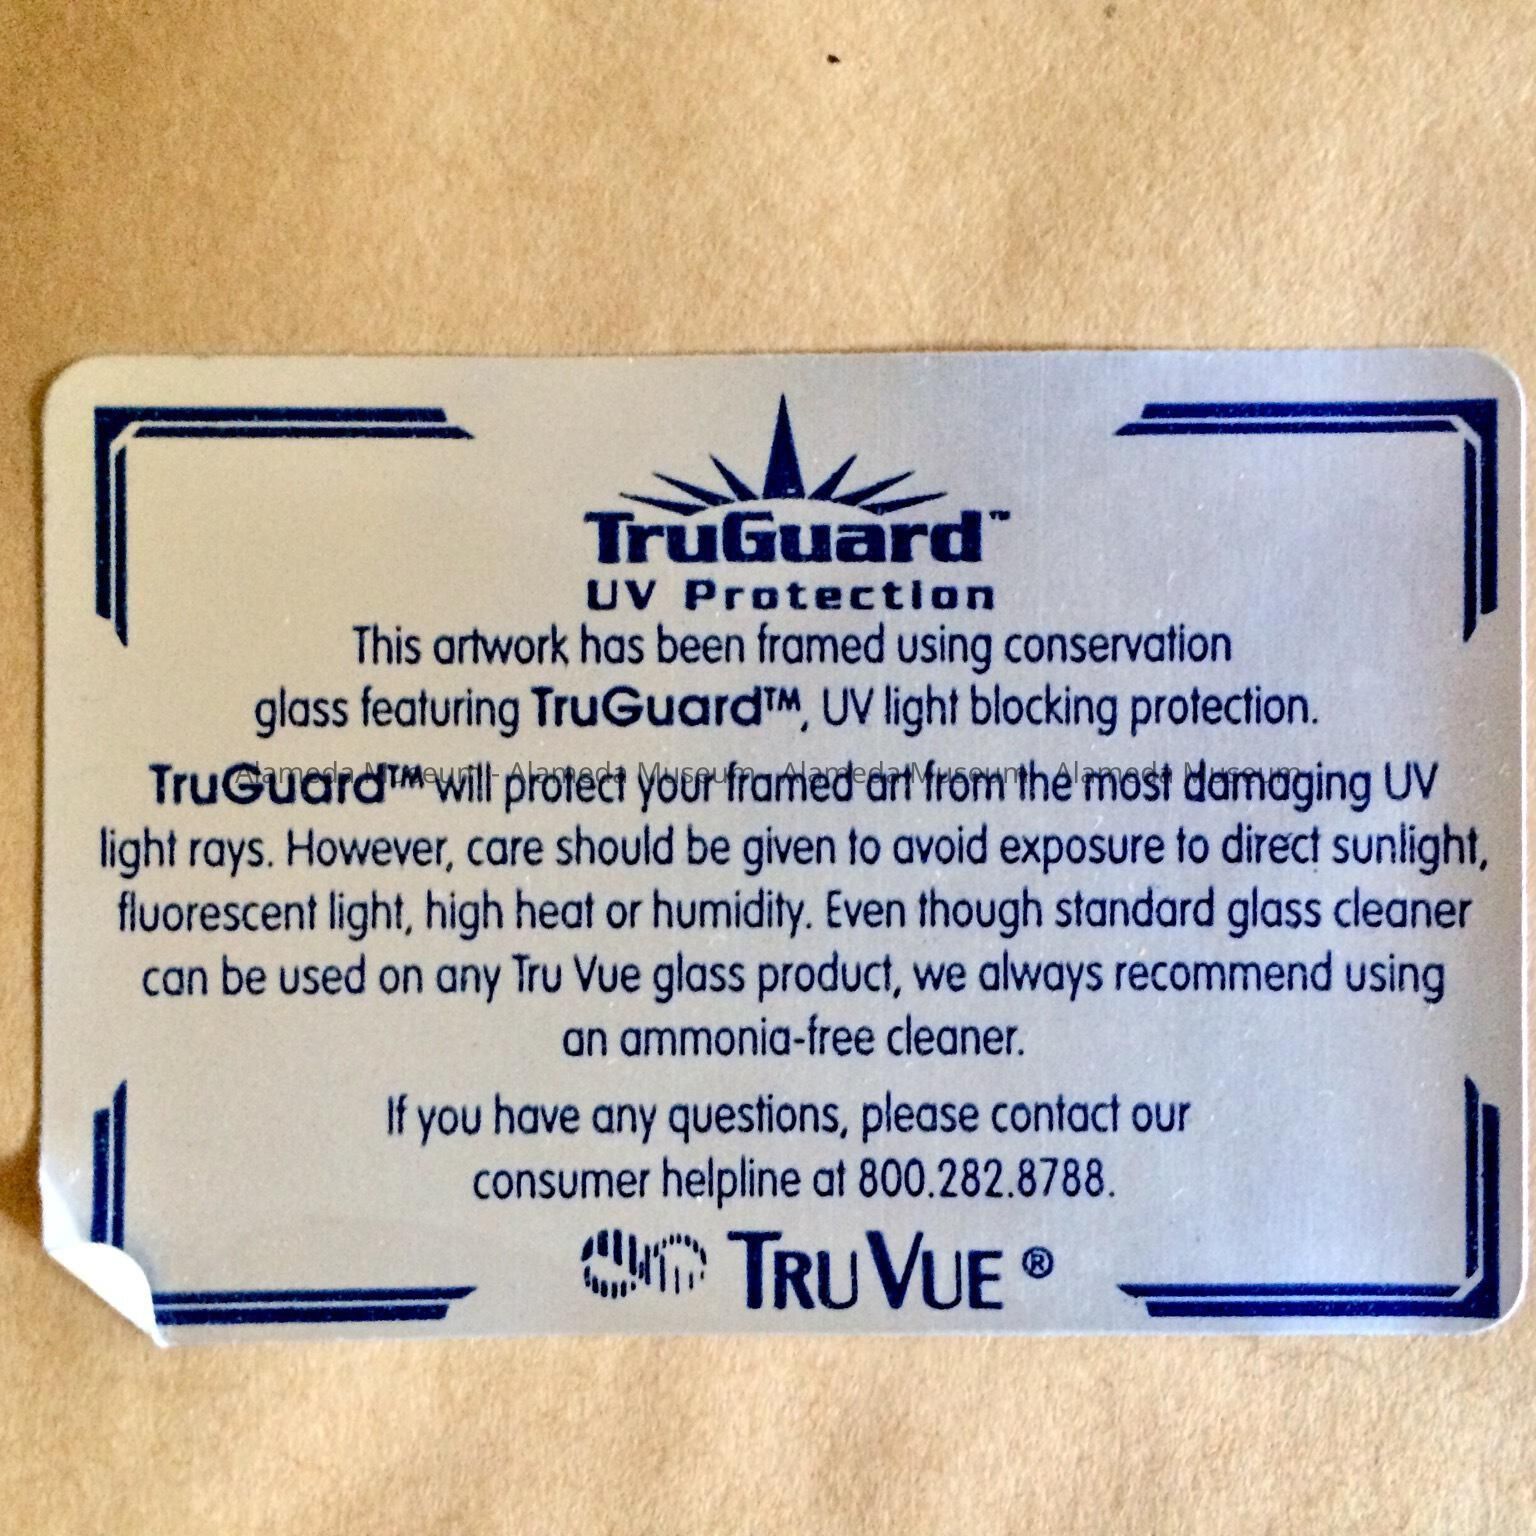 TruGuard™
UV Protection
This artwork has been framed using conservation
glass featuring TruGuard™, UV light blocking protection.
TruGuard™ will protect your framed art from the most damaging UV
Alameda Museum - Alameda Museum - Alameda Museum - Alameda Museum
light rays. However, care should be given to avoid exposure to direct sunlight,
fluorescent light, high heat or humidity. Even though standard glass cleaner
can be used on any Tru Vue glass product, we always recommend using
an ammonia-free cleaner.
If you have any questions, please contact our
consumer helpline at 800.282.8788.
TRU VUE ®